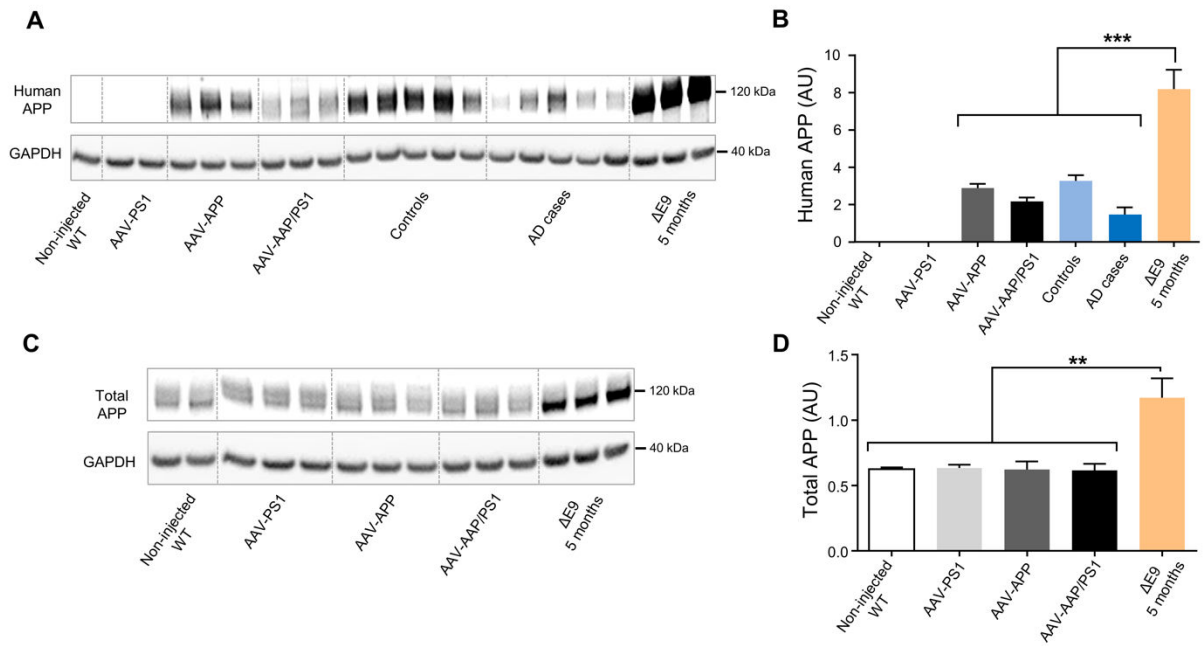 A
Human
APP
120 kDa
GAPDH
40 kDa
Non-injected
WT
AAV-PS1
AAV-APP
AAV-AAP/PS1
Controls
AD cases
ΔE9
5 months
B
***
Human APP (AU)
10
8
6
4
2
0
Non-injected
WT
AAV-PS1
AAV-APP
AAV-AAP/PS1
Controls
AD cases
ΔE9
5 months
C
Total
APP
120 kDa
GAPDH
40 kDa
Non-injected
WT
AAV-PS1
AAV-APP
AAV-AAP/PS1
ΔE9
5 months
D
**
Total APP (AU)
1.5
1.0
0.5
0.0
Non-injected
WT
AAV-PS1
AAV-APP
AAV-AAP/PS1
ΔE9
5 months